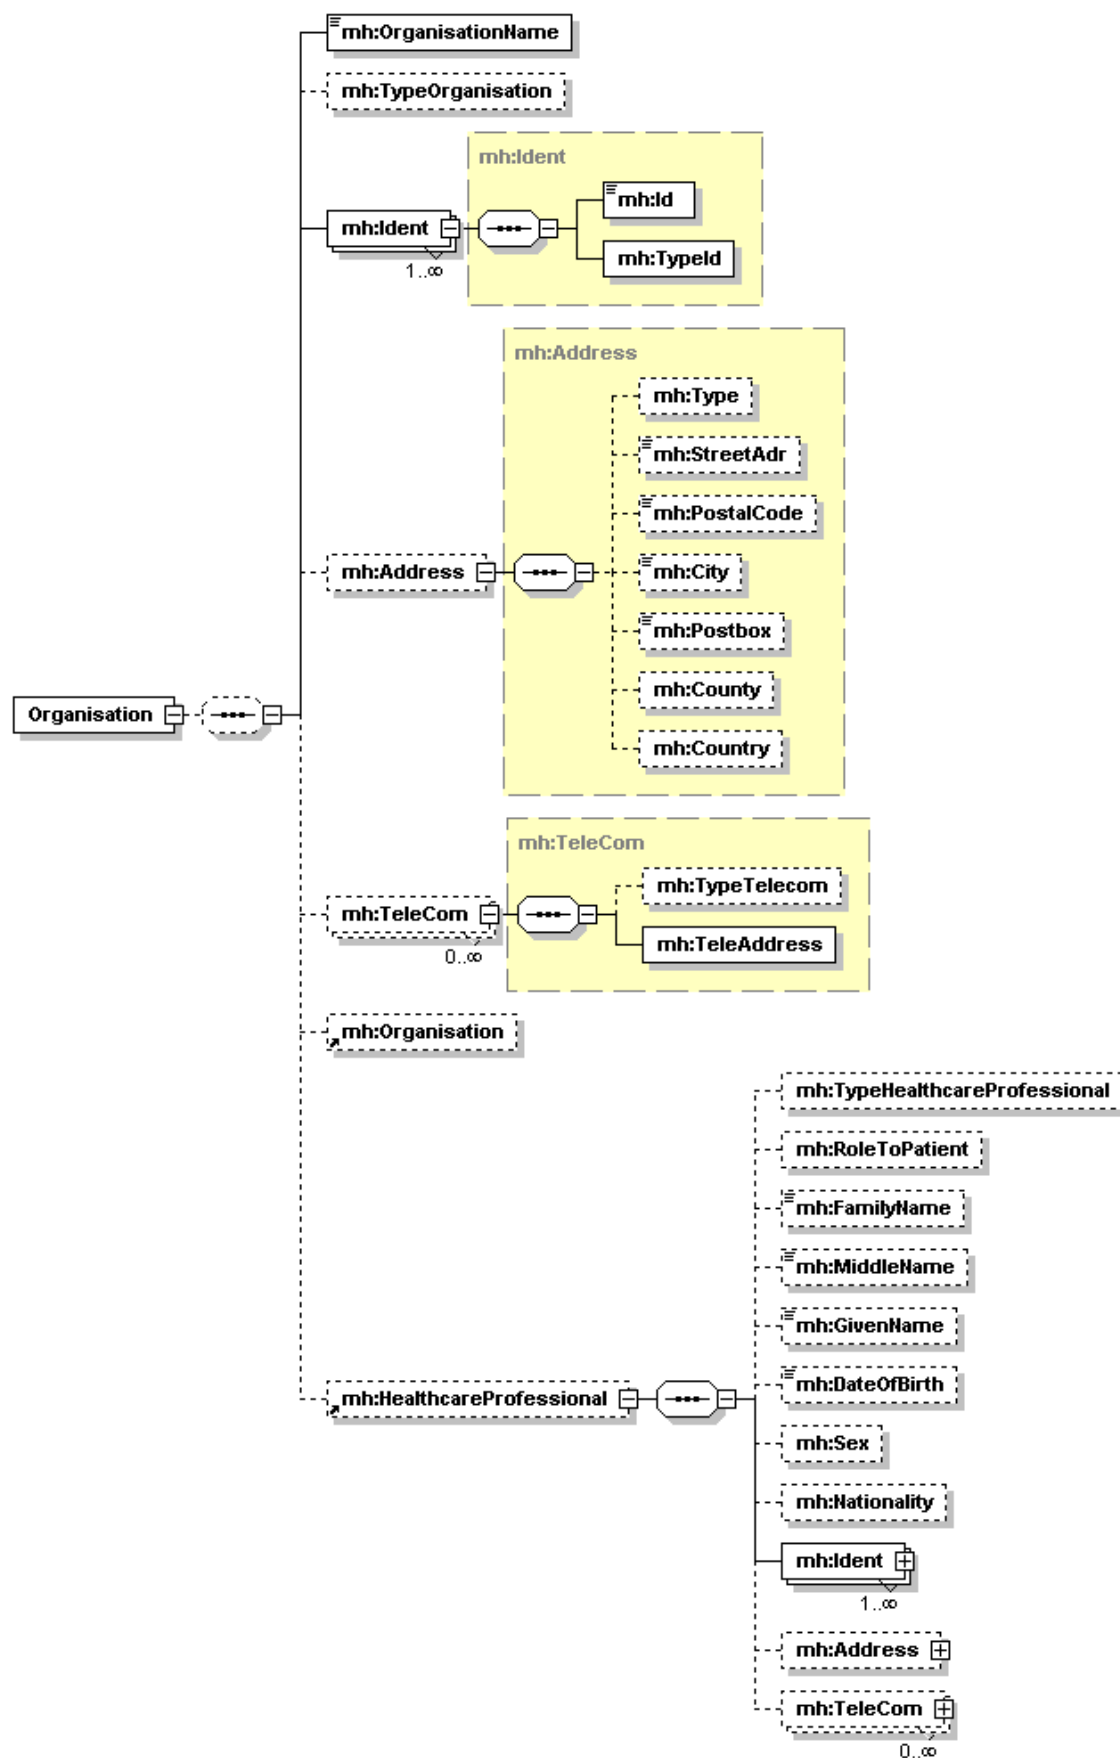 mh:OrganisationName
mh:TypeOrganisation
mh:Ident
mh:Ident
1..∞
mh:Id
mh:TypeId
mh:Address
mh:Address
mh:Type
mh:StreetAdr
mh:PostalCode
mh:City
mh:Postbox
mh:County
mh:Country
Organisation
mh:TeleCom
mh:TeleCom
0..∞
mh:TypeTelecom
mh:TeleAddress
mh:Organisation
mh:HealthcareProfessional
mh:TypeHealthcareProfessional
mh:RoleToPatient
mh:FamilyName
mh:MiddleName
mh:GivenName
mh:DateOfBirth
mh:Sex
mh:Nationality
mh:Ident
1..∞
mh:Address
mh:TeleCom
0..∞